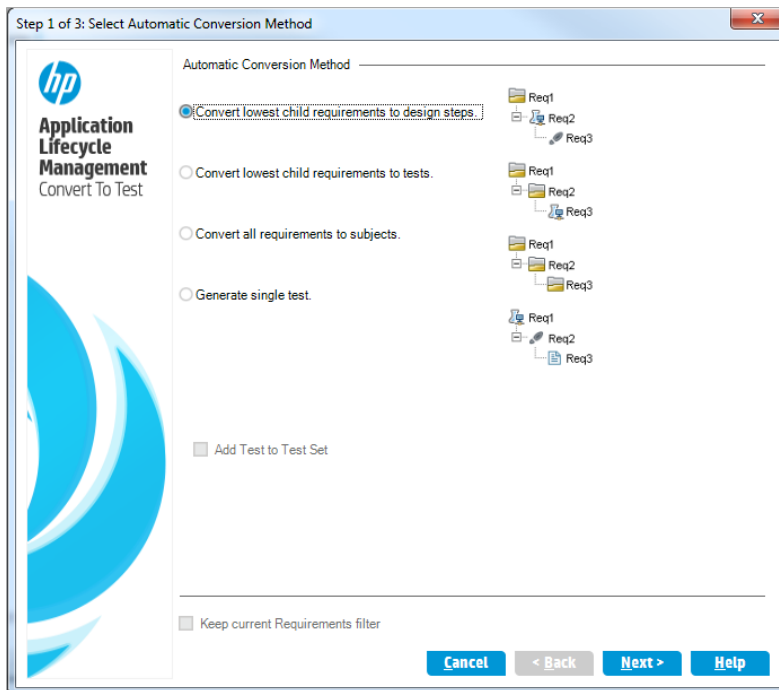 Step 1 of 3: Select Automatic Conversion Method
hp
Application
Lifecycle
Management
Convert To Test
Automatic Conversion Method
Convert lowest child requirements to design steps.
Req1
Req2
Req3
Convert lowest child requirements to tests.
Req1
Req2
Req3
Convert all requirements to subjects.
Req1
Req2
Req3
Generate single test.
Req1
Req2
Req3
Add Test to Test Set
Keep current Requirements filter
Cancel
< Back
Next >
Help